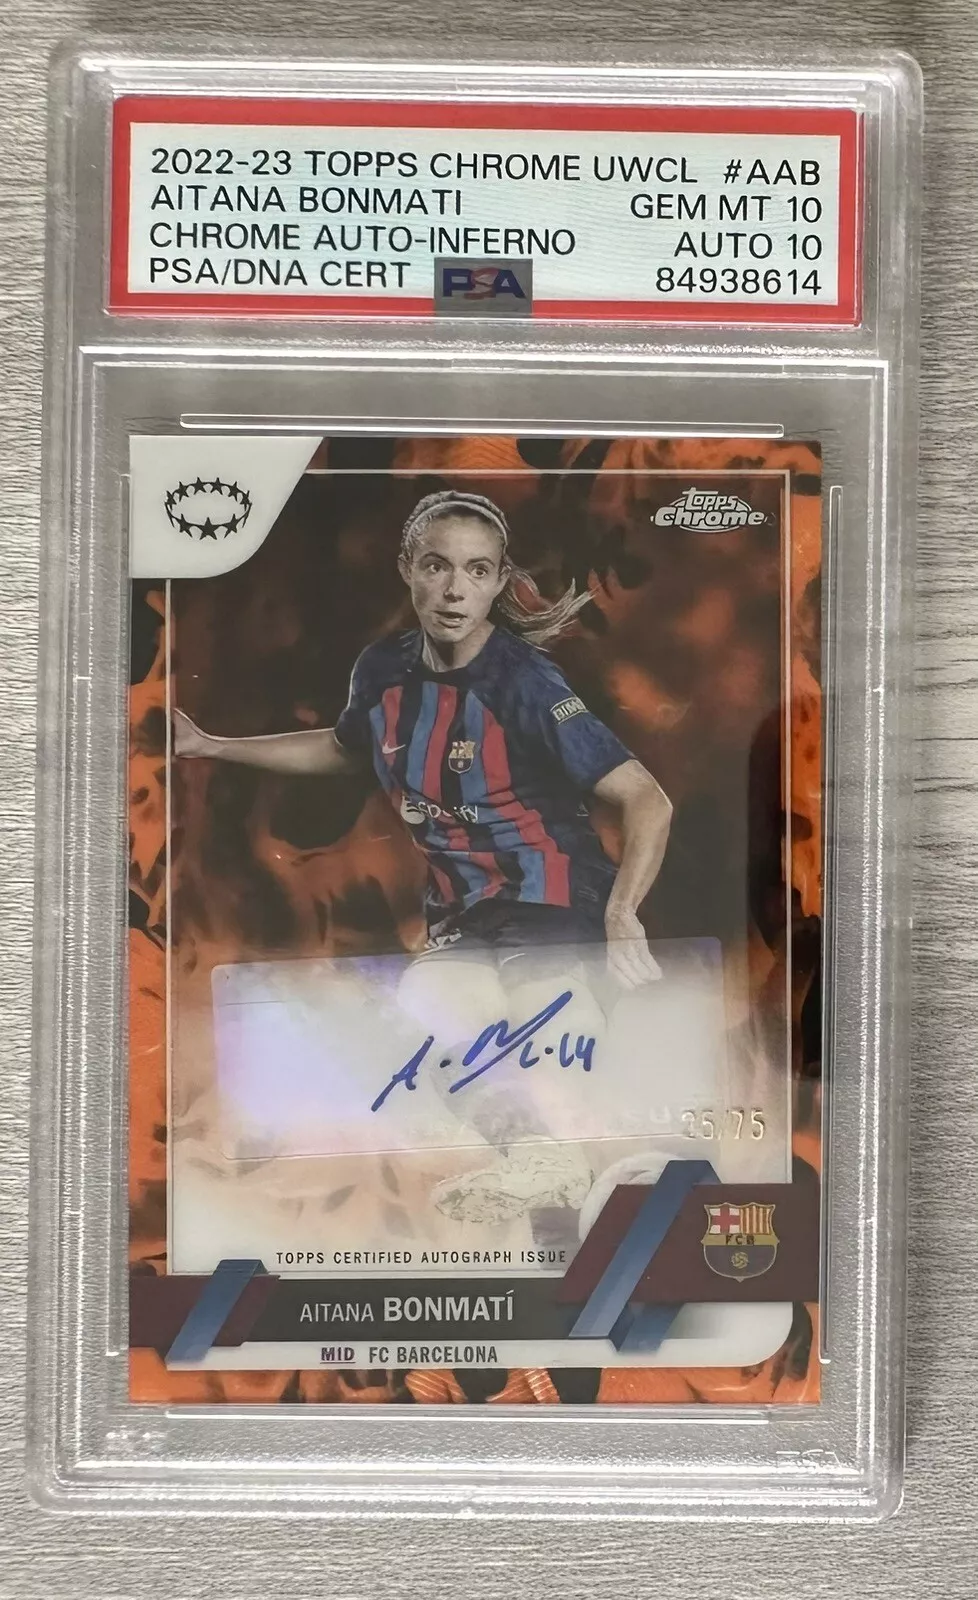 2022-23 TOPPS CHROME UWCL #AAB
AITANA BONMATI GEM MT 10
CHROME AUTO-INFERNO AUTO 10
PSA/DNA CERT PSA 84938614
Topps
Chrome
Spotify
A.
/75
TOPPS CERTIFIED AUTOGRAPH ISSUE
FCB
AITANA BONMATÍ
MID FC BARCELONA
PSA